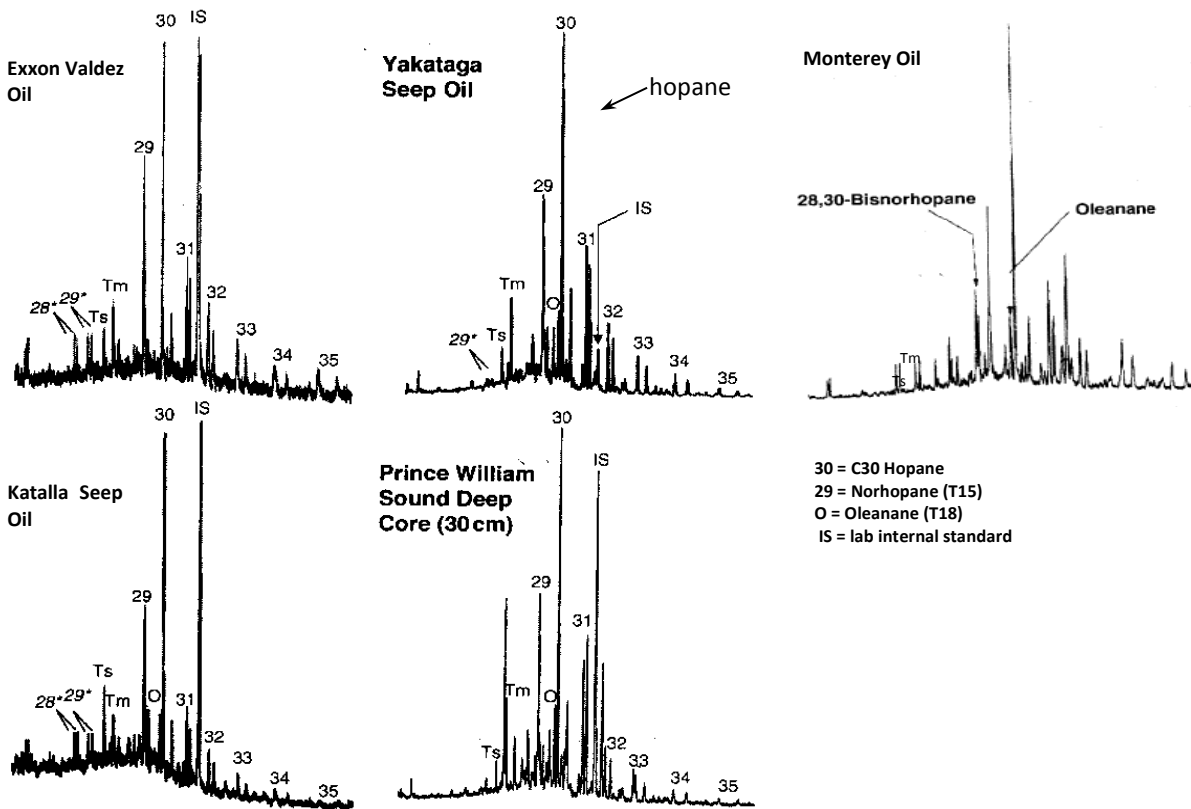 Exxon Valdez
Oil
30
IS
29
31
28*
29*
Ts
Tm
32
33
34
35
Yakataga
Seep Oil
30
hopane
29
IS
31
Tm
O
29*
Ts
32
33
34
35
Monterey Oil
28,30-Bisnorhopane
Oleanane
Tm
Ts
Katalla Seep
Oil
30
IS
29
Ts
28*
29*
Tm
O
31
32
33
34
35
Prince William
Sound Deep
Core (30cm)
30
IS
29
31
Tm
O
Ts
32
33
34
35
30 = C30 Hopane
29 = Norhopane (T15)
O = Oleanane (T18)
IS = lab internal standard